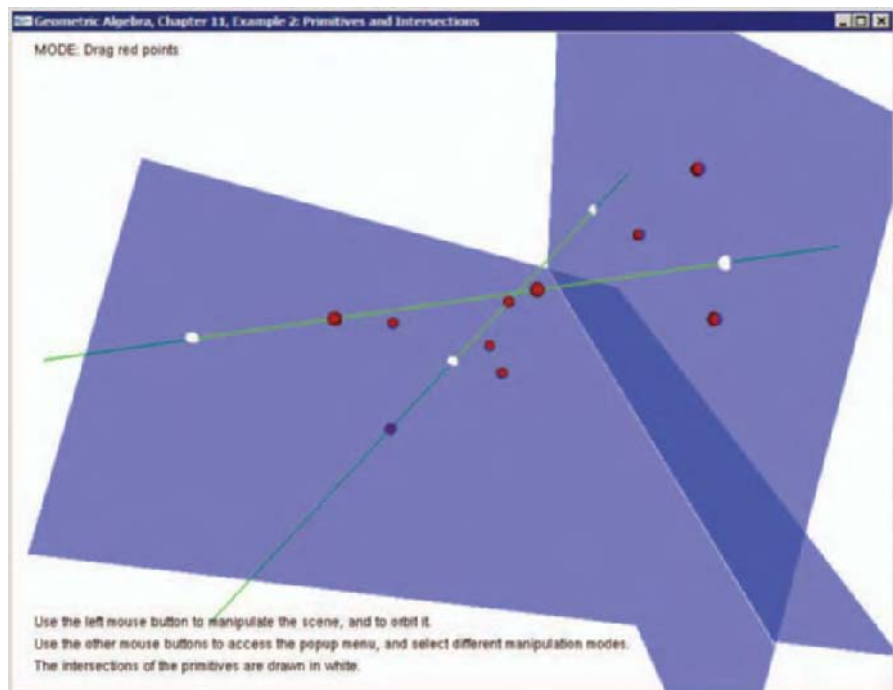 Geometric Algebra, Chapter 11, Example 2: Primitives and Intersections
MODE: Drag red points
Use the left mouse button to manipulate the scene, and to orbit it.
Use the other mouse buttons to access the popup menu, and select different manipulation modes.
The intersections of the primitives are drawn in white.